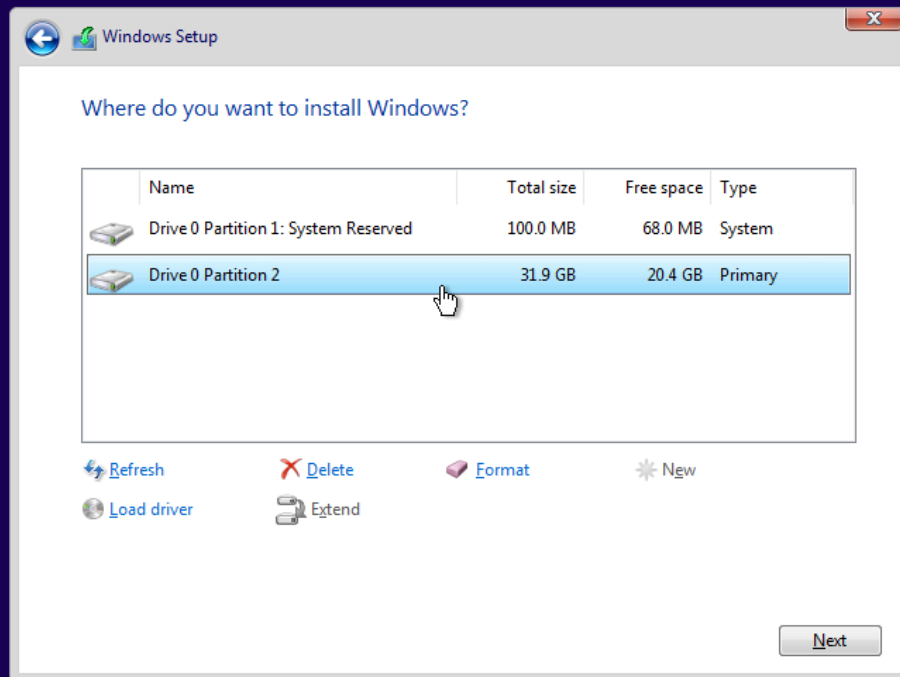 Windows Setup
Where do you want to install Windows?
Name Total size Free space Type
Drive 0 Partition 1: System Reserved 100.0 MB 68.0 MB System
Drive 0 Partition 2 31.9 GB 20.4 GB Primary
Refresh Delete Format New
Load driver Extend
Next